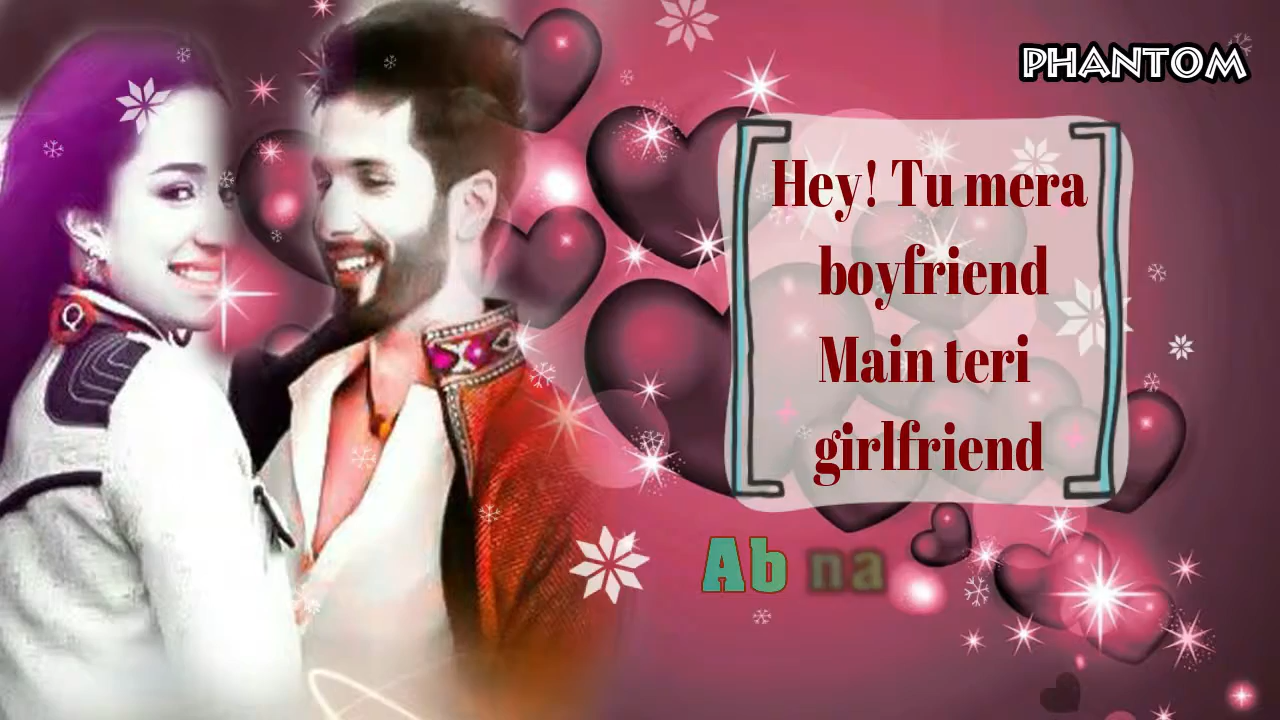 PHANTOM
Hey! Tu mera
boyfriend
Main teri
girlfriend
Ab na